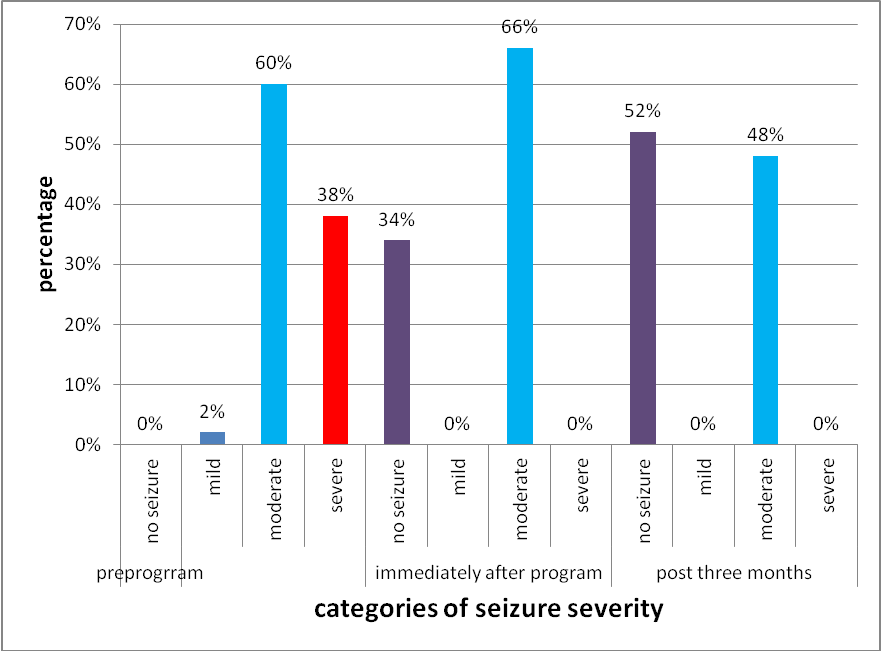 70%
60%
50%
40%
30%
20%
10%
0%
percentage
0%
2%
60%
38%
34%
0%
66%
0%
52%
0%
48%
0%
no seizure
mild
moderate
severe
no seizure
mild
moderate
severe
no seizure
mild
moderate
severe
preprogrram
immediately after program
post three months
categories of seizure severity